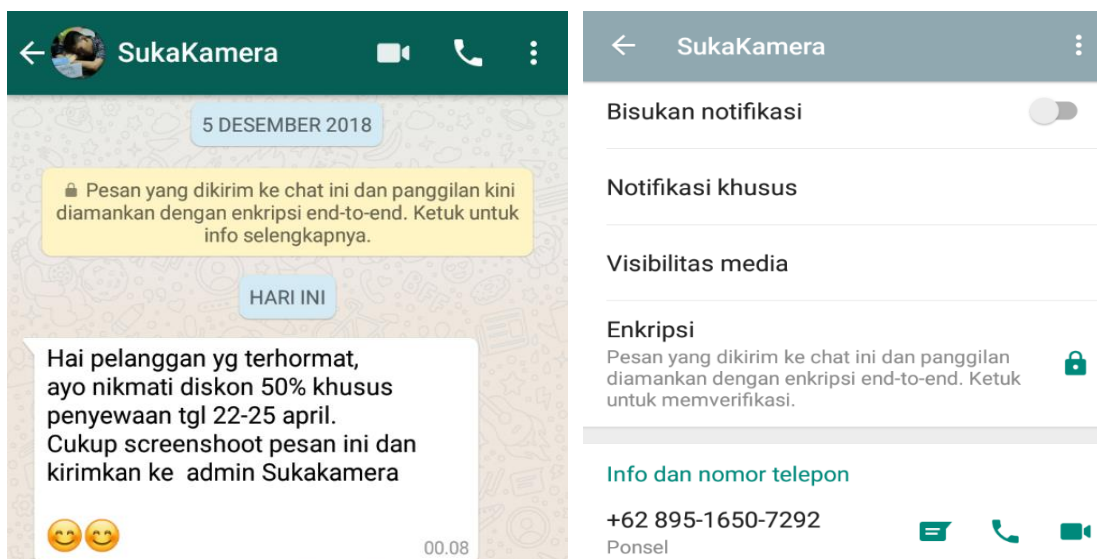 SukaKamera
5 DESEMBER 2018
Pesan yang dikirim ke chat ini dan panggilan kini
diamankan dengan enkripsi end-to-end. Ketuk untuk
info selengkapnya.
HARI INI
Hai pelanggan yg terhormat,
ayo nikmati diskon 50% khusus
penyewaan tgl 22-25 april.
Cukup screenshoot pesan ini dan
kirimkan ke  admin Sukakamera
00.08
SukaKamera
Bisukan notifikasi
Notifikasi khusus
Visibilitas media
Enkripsi
Pesan yang dikirim ke chat ini dan panggilan
diamankan dengan enkripsi end-to-end. Ketuk
untuk memverifikasi.
Info dan nomor telepon
+62 895-1650-7292
Ponsel